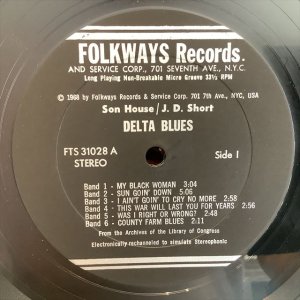 FOLKWAYS Records.
AND SERVICE CORP., 701 SEVENTH AVE., N.Y.C.
Long Playing Non-Breakable Micro Groove 33⅓ RPM
© 1968 by Folkways Records & Service Corp. 701 7th Ave., NYC, USA
Son House / J. D. Short
DELTA BLUES
FTS 31028 A
STEREO
Side I
Band 1 - MY BLACK WOMAN 3:04
Band 2 - SUN GOIN' DOWN 5:06
Band 3 - I AIN'T GOIN' TO CRY NO MORE 2:58
Band 4 - THIS WAR WILL LAST YOU FOR YEARS 2:56
Band 5 - WAS I RIGHT OR WRONG? 2:48
Band 6 - COUNTY FARM BLUES 2:11
From the Archives of the Library of Congress
Electronically rechanneled to simulate Stereophonic